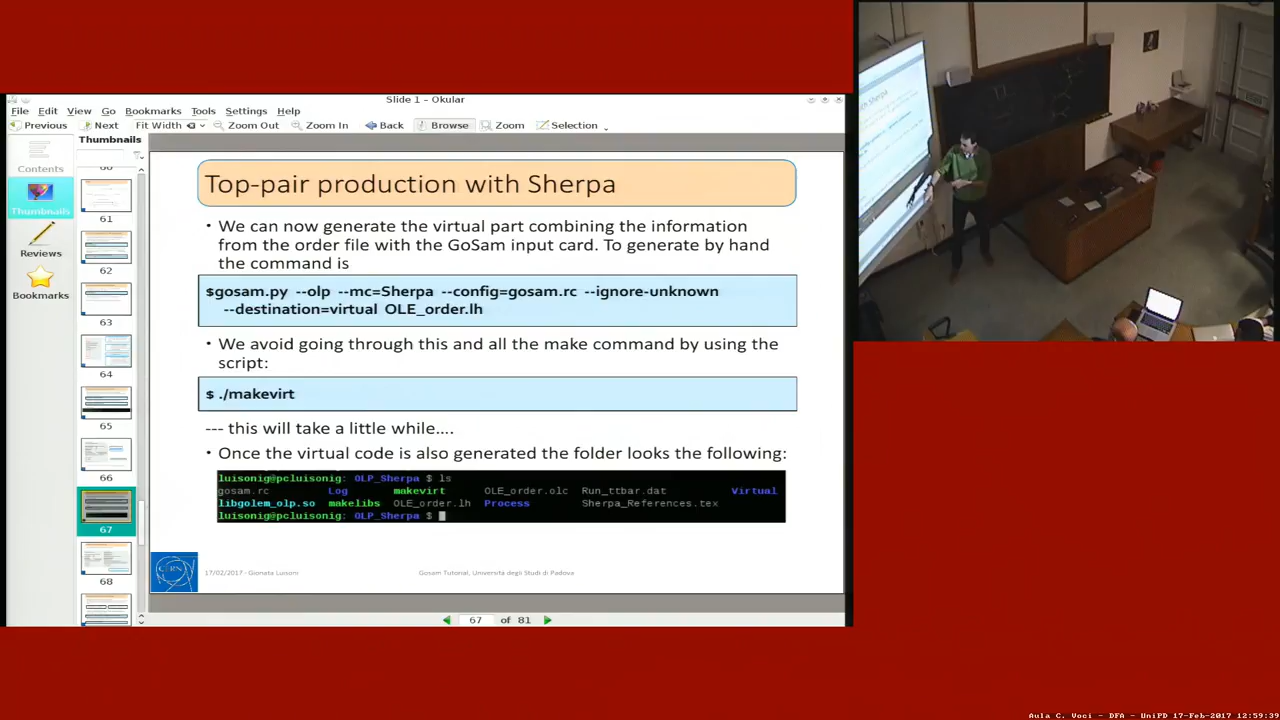 Slide 1 - Okular
File Edit View Go Bookmarks Tools Settings Help
Previous Next Fit Width Zoom Out Zoom In Back Browse Zoom Selection
Contents
Thumbnails
Reviews
Bookmarks
Thumbnails
60
61
62
63
64
65
66
67
68
Top-pair production with Sherpa
• We can now generate the virtual part combining the information
from the order file with the GoSam input card. To generate by hand
the command is
$gosam.py --olp --mc=Sherpa --config=gosam.rc --ignore-unknown
--destination=virtual OLE_order.lh
• We avoid going through this and all the make command by using the
script:
$ ./makevirt
--- this will take a little while....
• Once the virtual code is also generated the folder looks the following:
luisonig@pcluisonig: OLP_Sherpa $ ls
gosam.rc Log makevirt OLE_order.olc Run_ttbar.dat Virtual
libgolem_olp.so makelibs OLE_order.lh Process Sherpa_References.tex
luisonig@pcluisonig: OLP_Sherpa $
CERN
17/02/2017 - Gionata Luisoni
Gosam Tutorial, Università degli Studi di Padova
67 of 81
Aula C. Voci - DFA - UniPD 17-Feb-2017 12:59:39